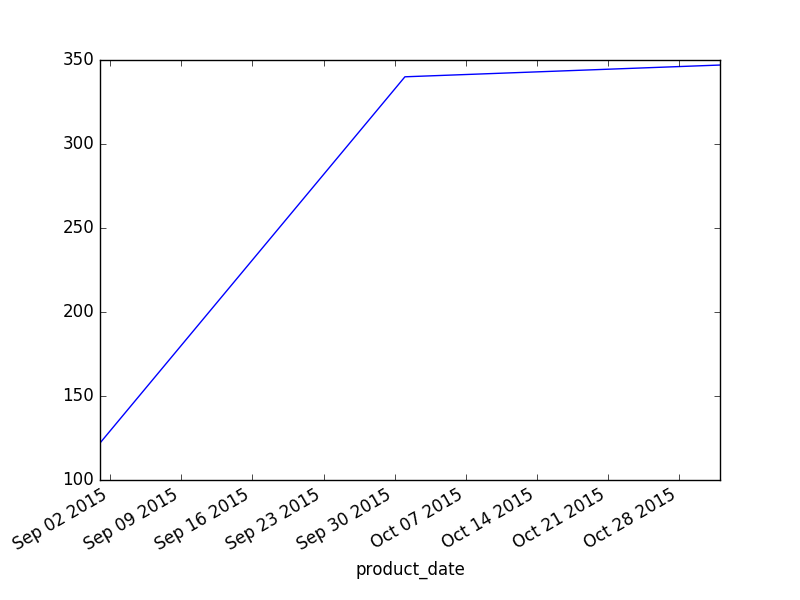 350
300
250
200
150
100
Sep 02 2015
Sep 09 2015
Sep 16 2015
Sep 23 2015
Sep 30 2015
Oct 07 2015
Oct 14 2015
Oct 21 2015
Oct 28 2015
product_date